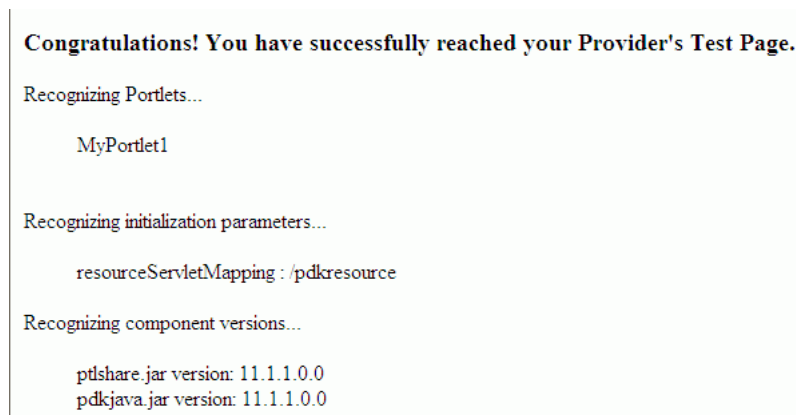 Congratulations! You have successfully reached your Provider's Test Page.
Recognizing Portlets...
MyPortlet1
Recognizing initialization parameters...
resourceServletMapping : /pdkresource
Recognizing component versions...
ptlshare.jar version: 11.1.1.0.0
pdkjava.jar version: 11.1.1.0.0